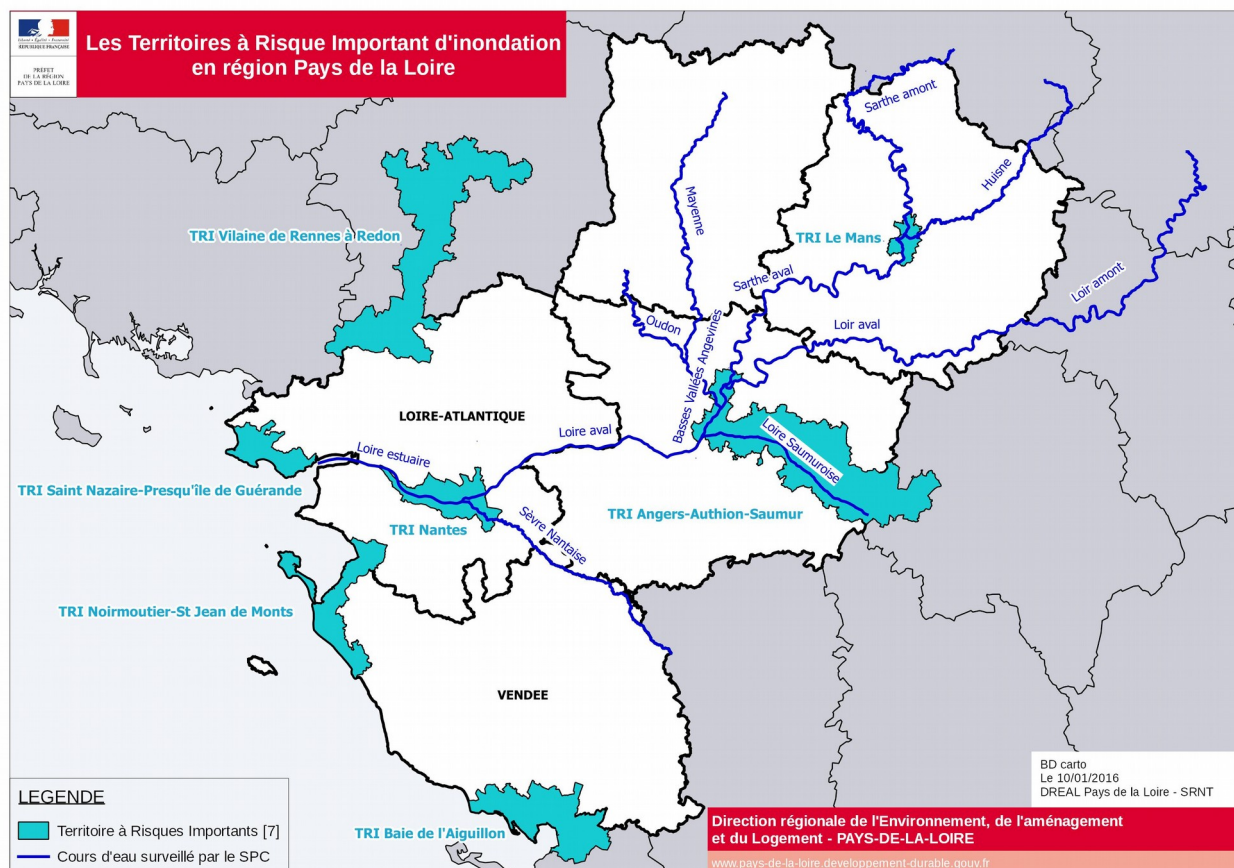 Liberté • Égalité • Fraternité
RÉPUBLIQUE FRANÇAISE
PRÉFET
DE LA RÉGION
PAYS DE LA LOIRE
Les Territoires à Risque Important d'inondation
en région Pays de la Loire
Sarthe amont
Huisne
Mayenne
TRI Vilaine de Rennes à Redon
TRI Le Mans
Sarthe aval
Loir amont
Oudon
Loir aval
Basses Vallées Angevines
LOIRE-ATLANTIQUE
Loire aval
Loire estuaire
Loire Saumuroise
TRI Saint Nazaire-Presqu'île de Guérande
TRI Nantes
Sèvre Nantaise
TRI Angers-Authion-Saumur
TRI Noirmoutier-St Jean de Monts
VENDEE
BD carto
Le 10/01/2016
DREAL Pays de la Loire - SRNT
LEGENDE
Territoire à Risques Importants [7]
Cours d'eau surveillé par le SPC
TRI Baie de l'Aiguillon
Direction régionale de l'Environnement, de l'aménagement
et du Logement - PAYS-DE-LA-LOIRE
www.pays-de-la-loire.developpement-durable.gouv.fr